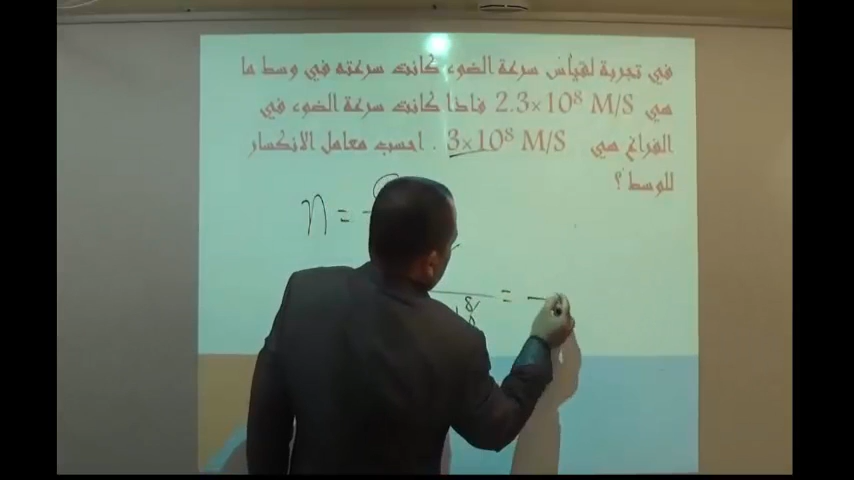 في تجربة لقياس سرعة الضوء كانت سرعته في وسط ما
هي 2.3×10⁸ M/S فاذا كانت سرعة الضوء في
الفراغ هي 3×10⁸ M/S . احسب معامل الانكسار
للوسط ؟
n =
=